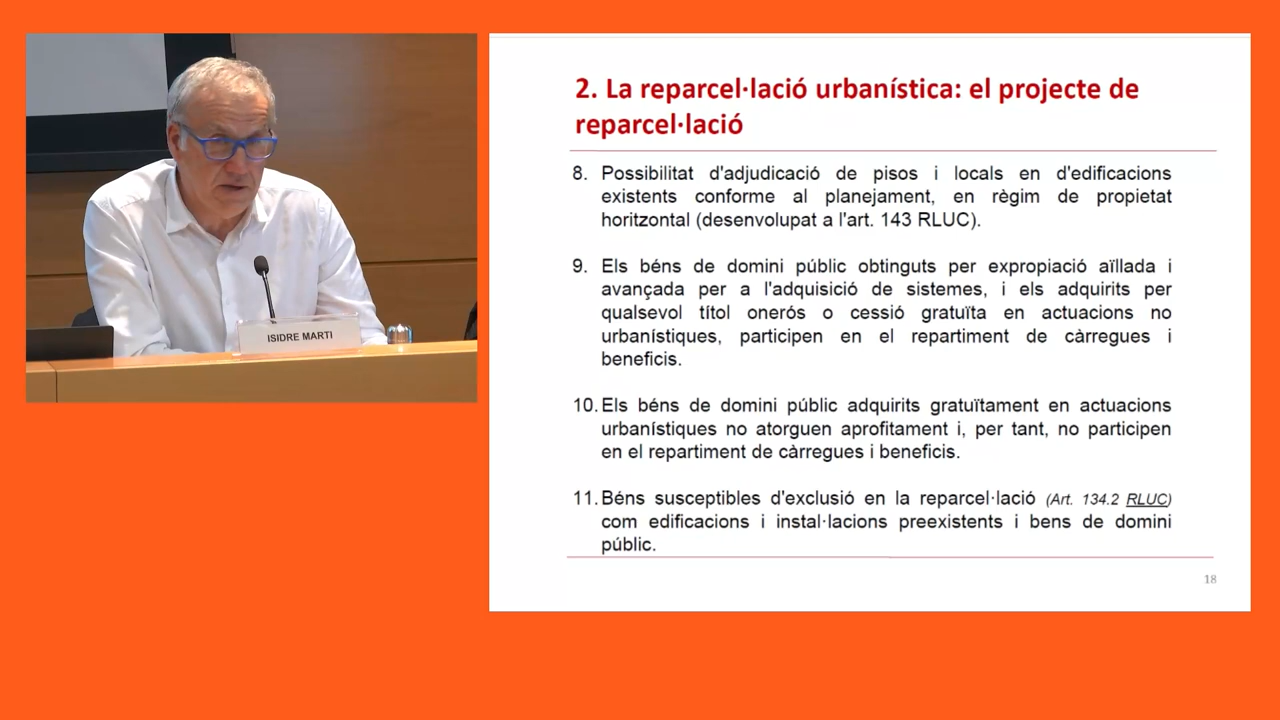 ISIDRE MARTI
2. La reparcel·lació urbanística: el projecte de
reparcel·lació
8. Possibilitat d'adjudicació de pisos i locals en d'edificacions
existents conforme al planejament, en règim de propietat
horitzontal (desenvolupat a l'art. 143 RLUC).
9. Els béns de domini públic obtinguts per expropiació aïllada i
avançada per a l'adquisició de sistemes, i els adquirits per
qualsevol títol onerós o cessió gratuïta en actuacions no
urbanístiques, participen en el repartiment de càrregues i
beneficis.
10. Els béns de domini públic adquirits gratuïtament en actuacions
urbanístiques no atorguen aprofitament i, per tant, no participen
en el repartiment de càrregues i beneficis.
11. Béns susceptibles d'exclusió en la reparcel·lació (Art. 134.2 RLUC)
com edificacions i instal·lacions preexistents i bens de domini
públic.
18